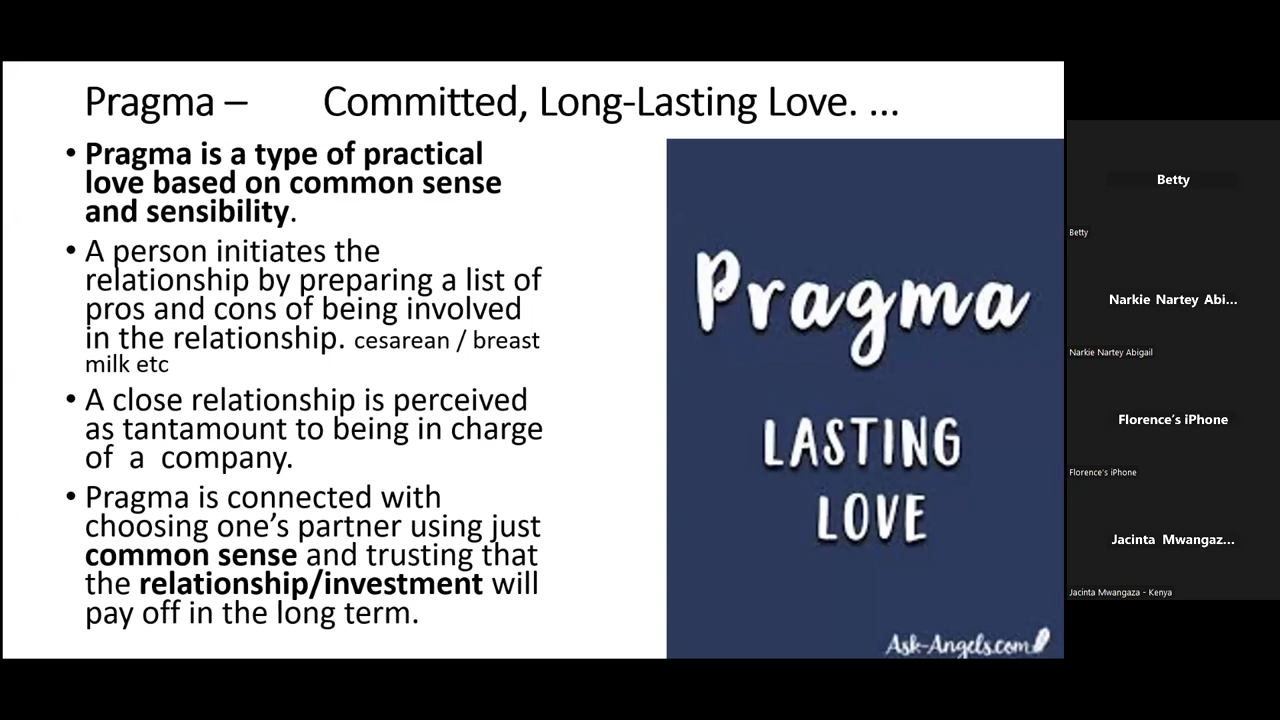 Pragma – Committed, Long-Lasting Love. ...
• Pragma is a type of practical
love based on common sense
and sensibility.
• A person initiates the
relationship by preparing a list of
pros and cons of being involved
in the relationship. cesarean / breast
milk etc
• A close relationship is perceived
as tantamount to being in charge
of a company.
• Pragma is connected with
choosing one's partner using just
common sense and trusting that
the relationship/investment will
pay off in the long term.
Pragma
LASTING
LOVE
Ask-Angels.com
Betty
Betty
Narkie Nartey Abi...
Narkie Nartey Abigail
Florence's iPhone
Florence's iPhone
Jacinta Mwangaz...
Jacinta Mwangaza - Kenya